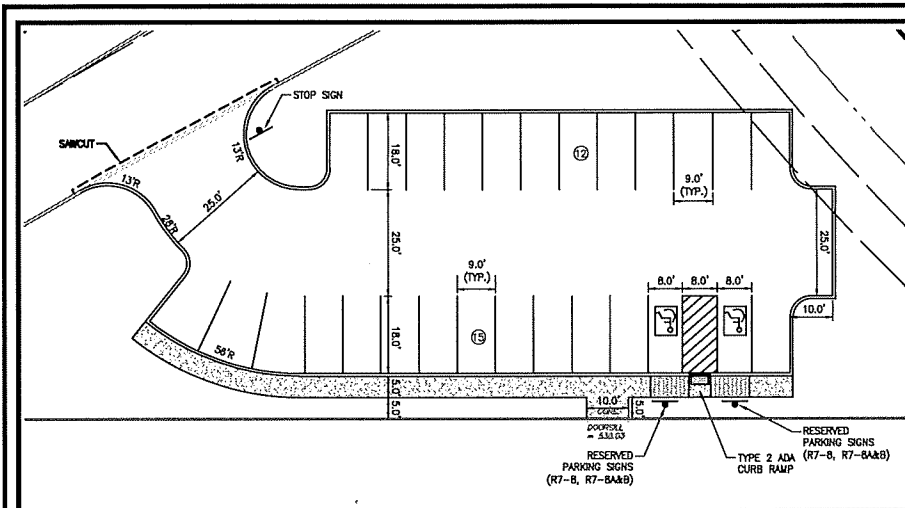 STOP SIGN
SAWCUT
13'R
13'R
28'R
25.0'
18.0'
12
9.0'
(TYP.)
25.0'
25.0'
10.0'
9.0'
(TYP.)
8.0'
8.0'
8.0'
18.0'
15
58'R
5.0'
5.0'
10.0'
CONC.
5.0'
DOORSILL
= 533.03
RESERVED
PARKING SIGNS
(R7-8, R7-8A&B)
TYPE 2 ADA
CURB RAMP
RESERVED
PARKING SIGNS
(R7-8, R7-8A&B)